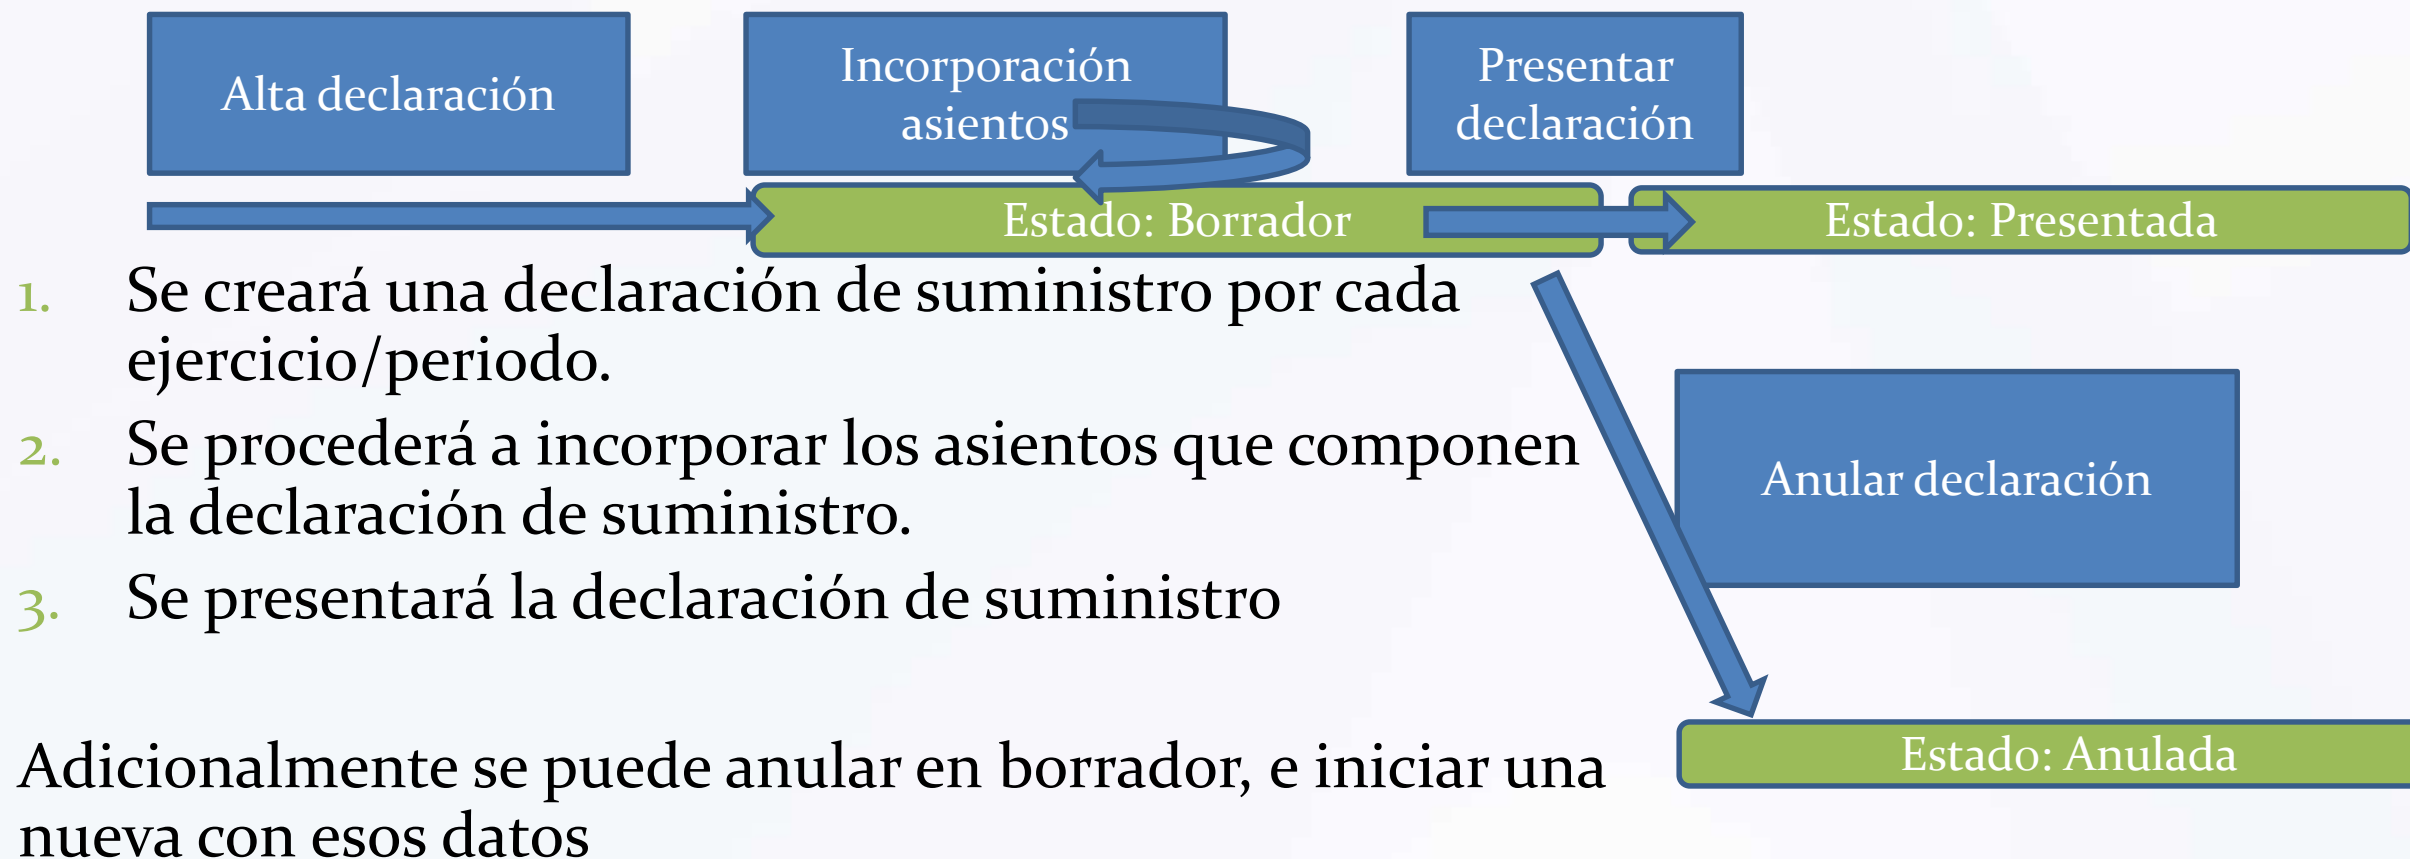 Alta declaración
Incorporación
asientos
Presentar
declaración
Estado: Borrador
Estado: Presentada
1. Se creará una declaración de suministro por cada
ejercicio/periodo.
2. Se procederá a incorporar los asientos que componen
la declaración de suministro.
3. Se presentará la declaración de suministro
Anular declaración
Estado: Anulada
Adicionalmente se puede anular en borrador, e iniciar una
nueva con esos datos